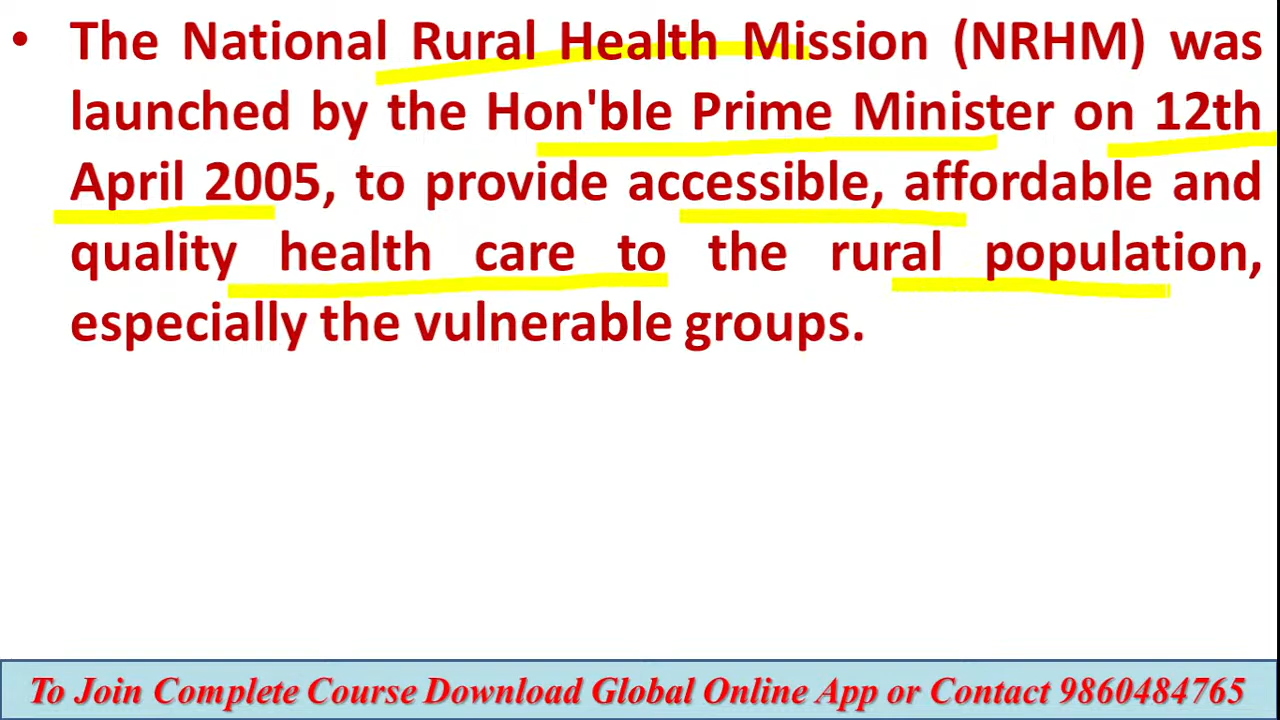 • The National Rural Health Mission (NRHM) was
launched by the Hon'ble Prime Minister on 12th
April 2005, to provide accessible, affordable and
quality health care to the rural population,
especially the vulnerable groups.
To Join Complete Course Download Global Online App or Contact 9860484765